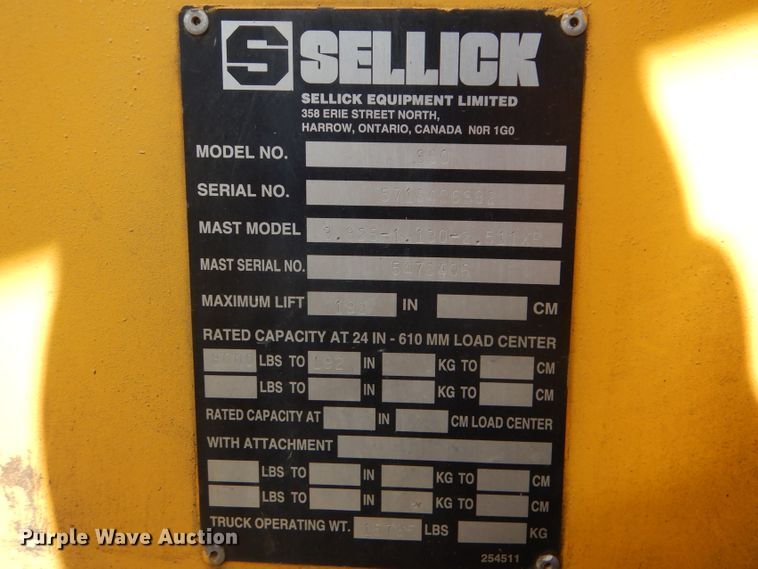 S SELLICK
SELLICK EQUIPMENT LIMITED
358 ERIE STREET NORTH,
HARROW, ONTARIO, CANADA N0R 1G0
MODEL NO.
SERIAL NO.
MAST MODEL
MAST SERIAL NO.
MAXIMUM LIFT IN CM
RATED CAPACITY AT 24 IN - 610 MM LOAD CENTER
LBS TO 192 IN KG TO CM
LBS TO IN KG TO CM
RATED CAPACITY AT IN CM LOAD CENTER
WITH ATTACHMENT
LBS TO IN KG TO CM
LBS TO IN KG TO CM
TRUCK OPERATING WT. LBS KG
254511
Purple Wave Auction